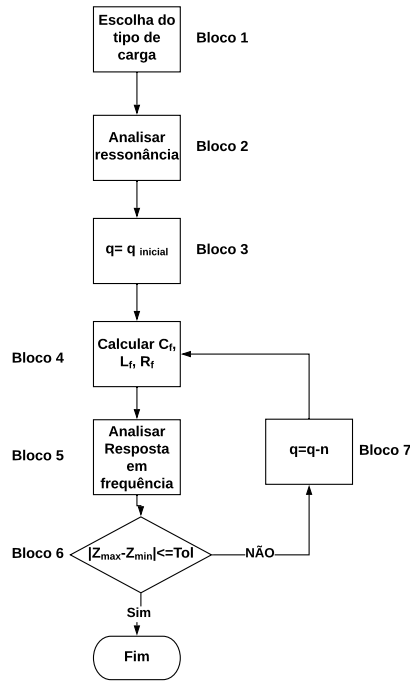 Escolha do
tipo de
carga
Bloco 1
Analisar
ressonância
Bloco 2
q= q inicial
Bloco 3
Calcular Cf,
Lf, Rf
Bloco 4
Analisar
Resposta
em
frequência
Bloco 5
q=q-n
Bloco 7
Bloco 6
|Zmax-Zmin|<=Tol
NÃO
Sim
Fim